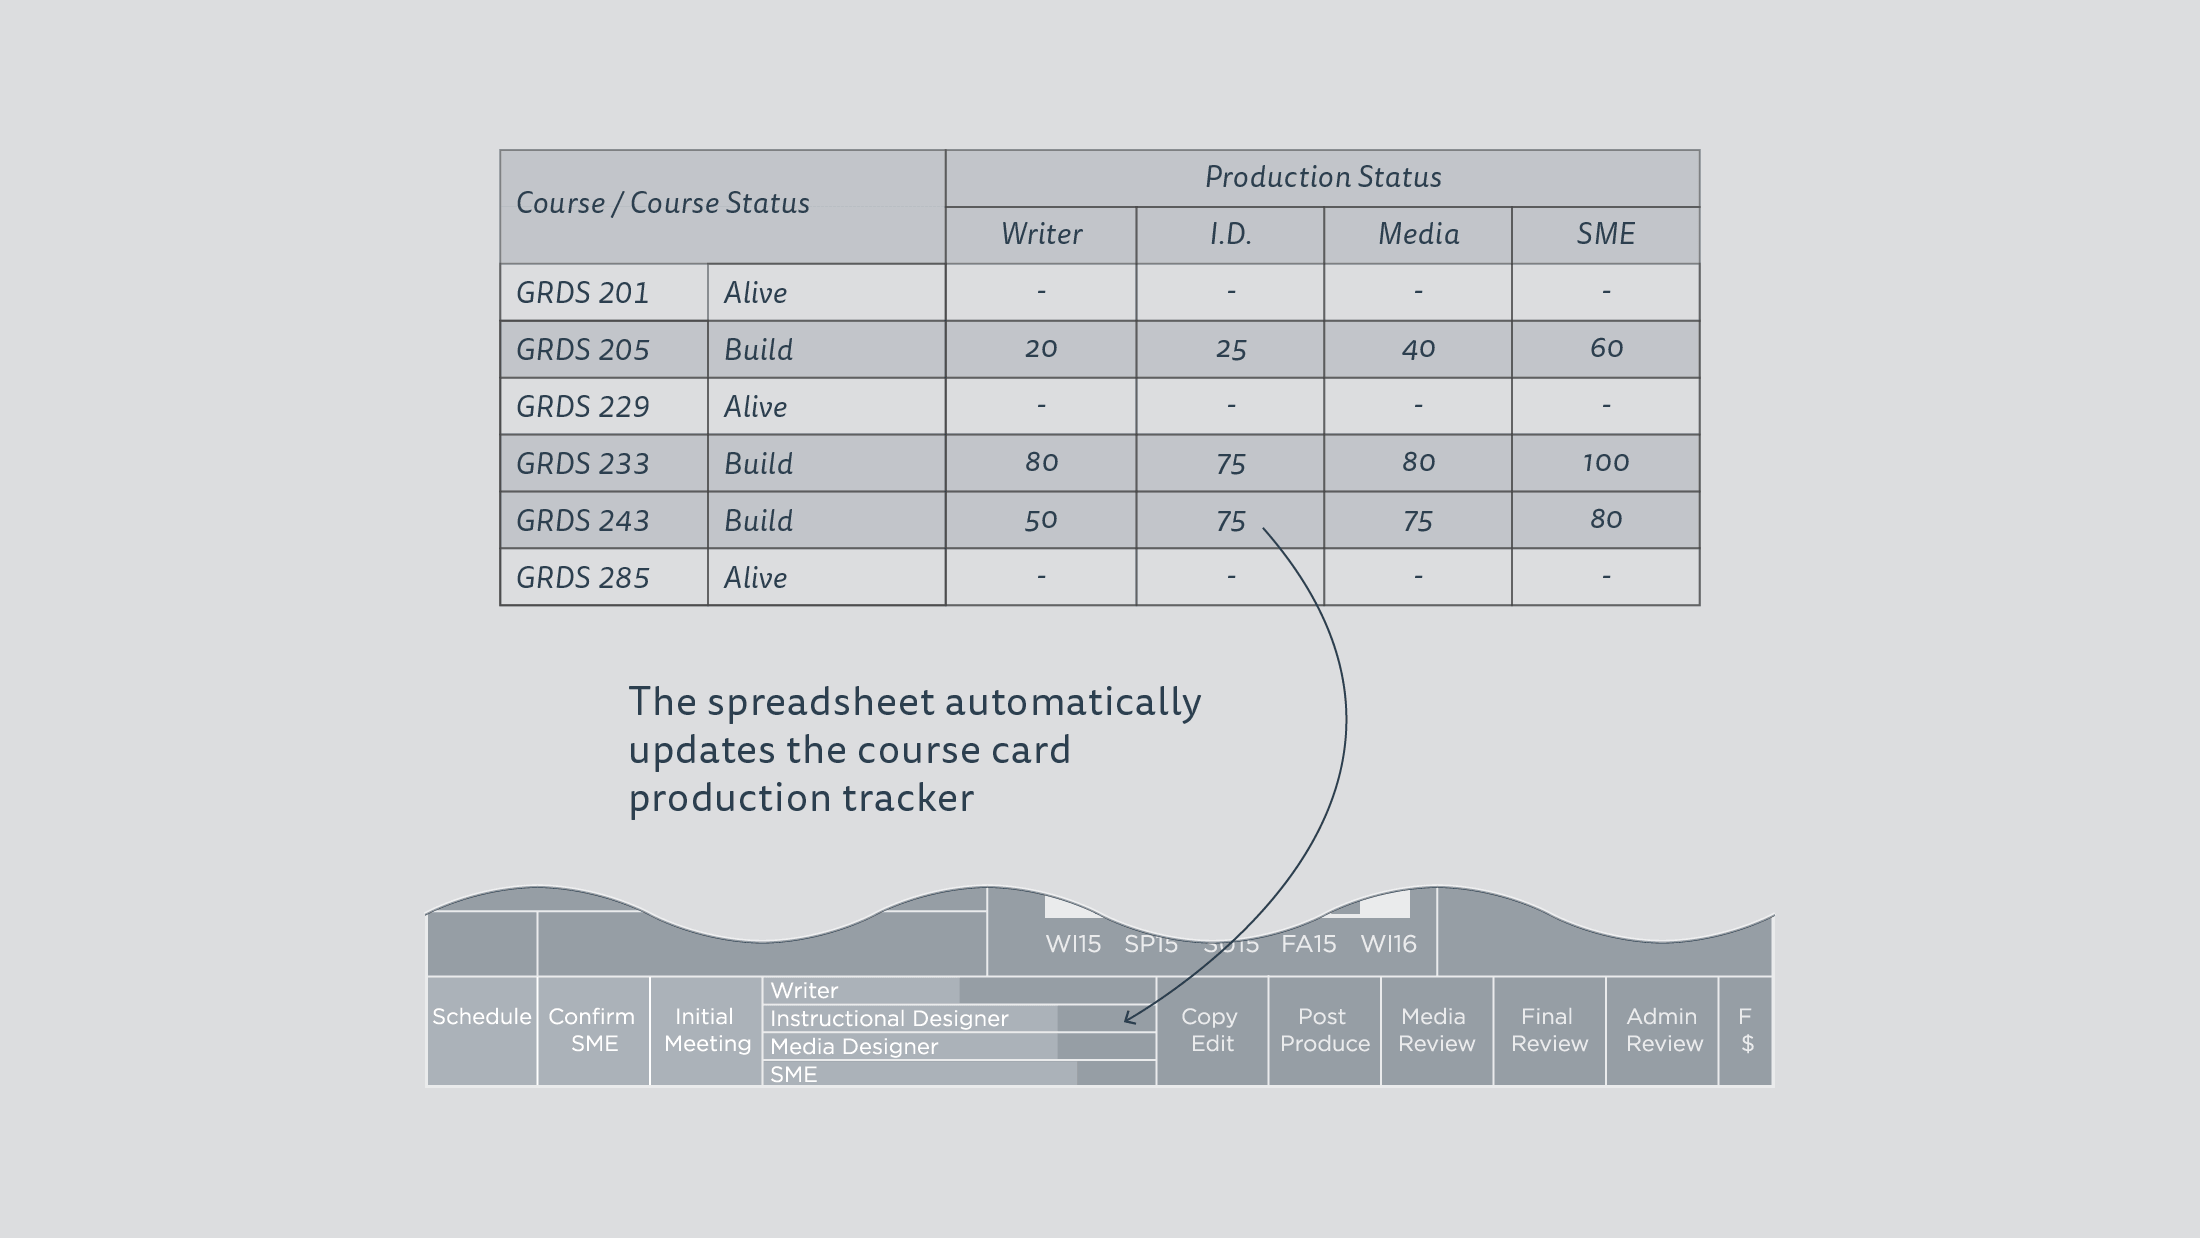 Course / Course Status
Production Status
Writer I.D. Media SME
GRDS 201 Alive - - - -
GRDS 205 Build 20 25 40 60
GRDS 229 Alive - - - -
GRDS 233 Build 80 75 80 100
GRDS 243 Build 50 75 75 80
GRDS 285 Alive - - - -
The spreadsheet automatically
updates the course card
production tracker
WI15 SP15 SU15 FA15 WI16
Schedule
Confirm
SME
Initial
Meeting
Writer
Instructional Designer
Media Designer
SME
Copy
Edit
Post
Produce
Media
Review
Final
Review
Admin
Review
F
$